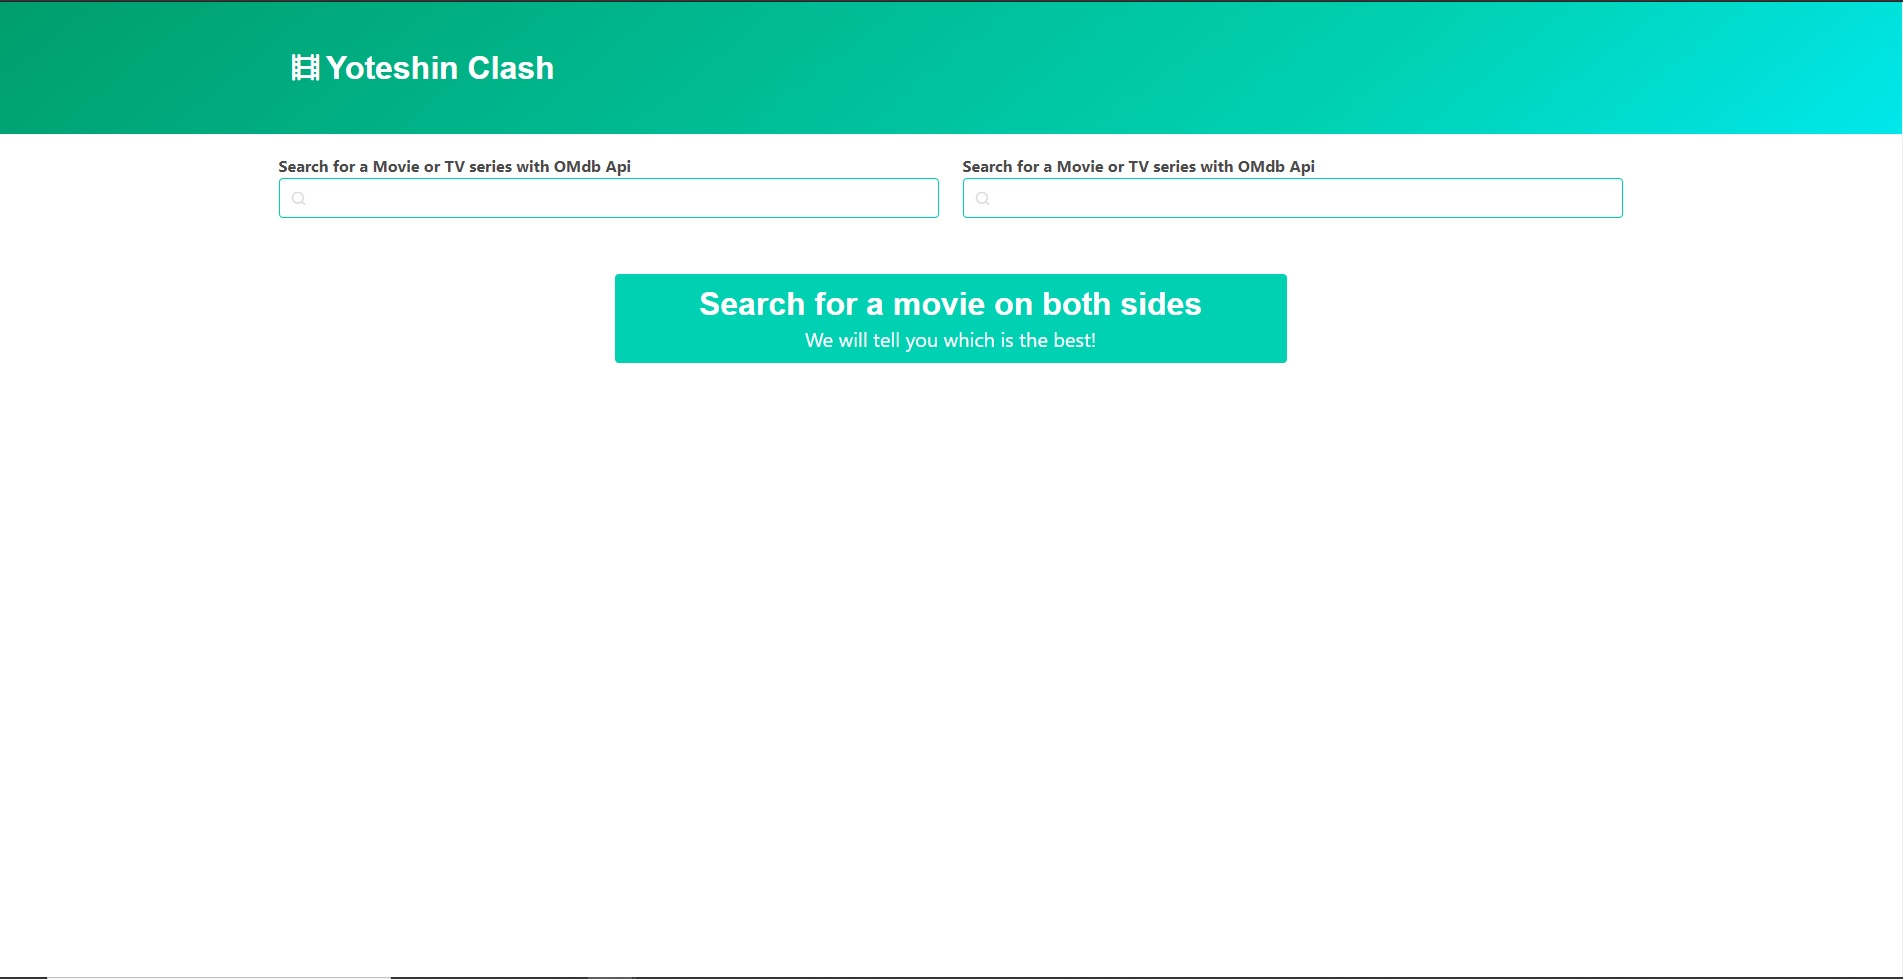 Yoteshin Clash
Search for a Movie or TV series with OMdb Api
Search for a Movie or TV series with OMdb Api
Search for a movie on both sides
We will tell you which is the best!